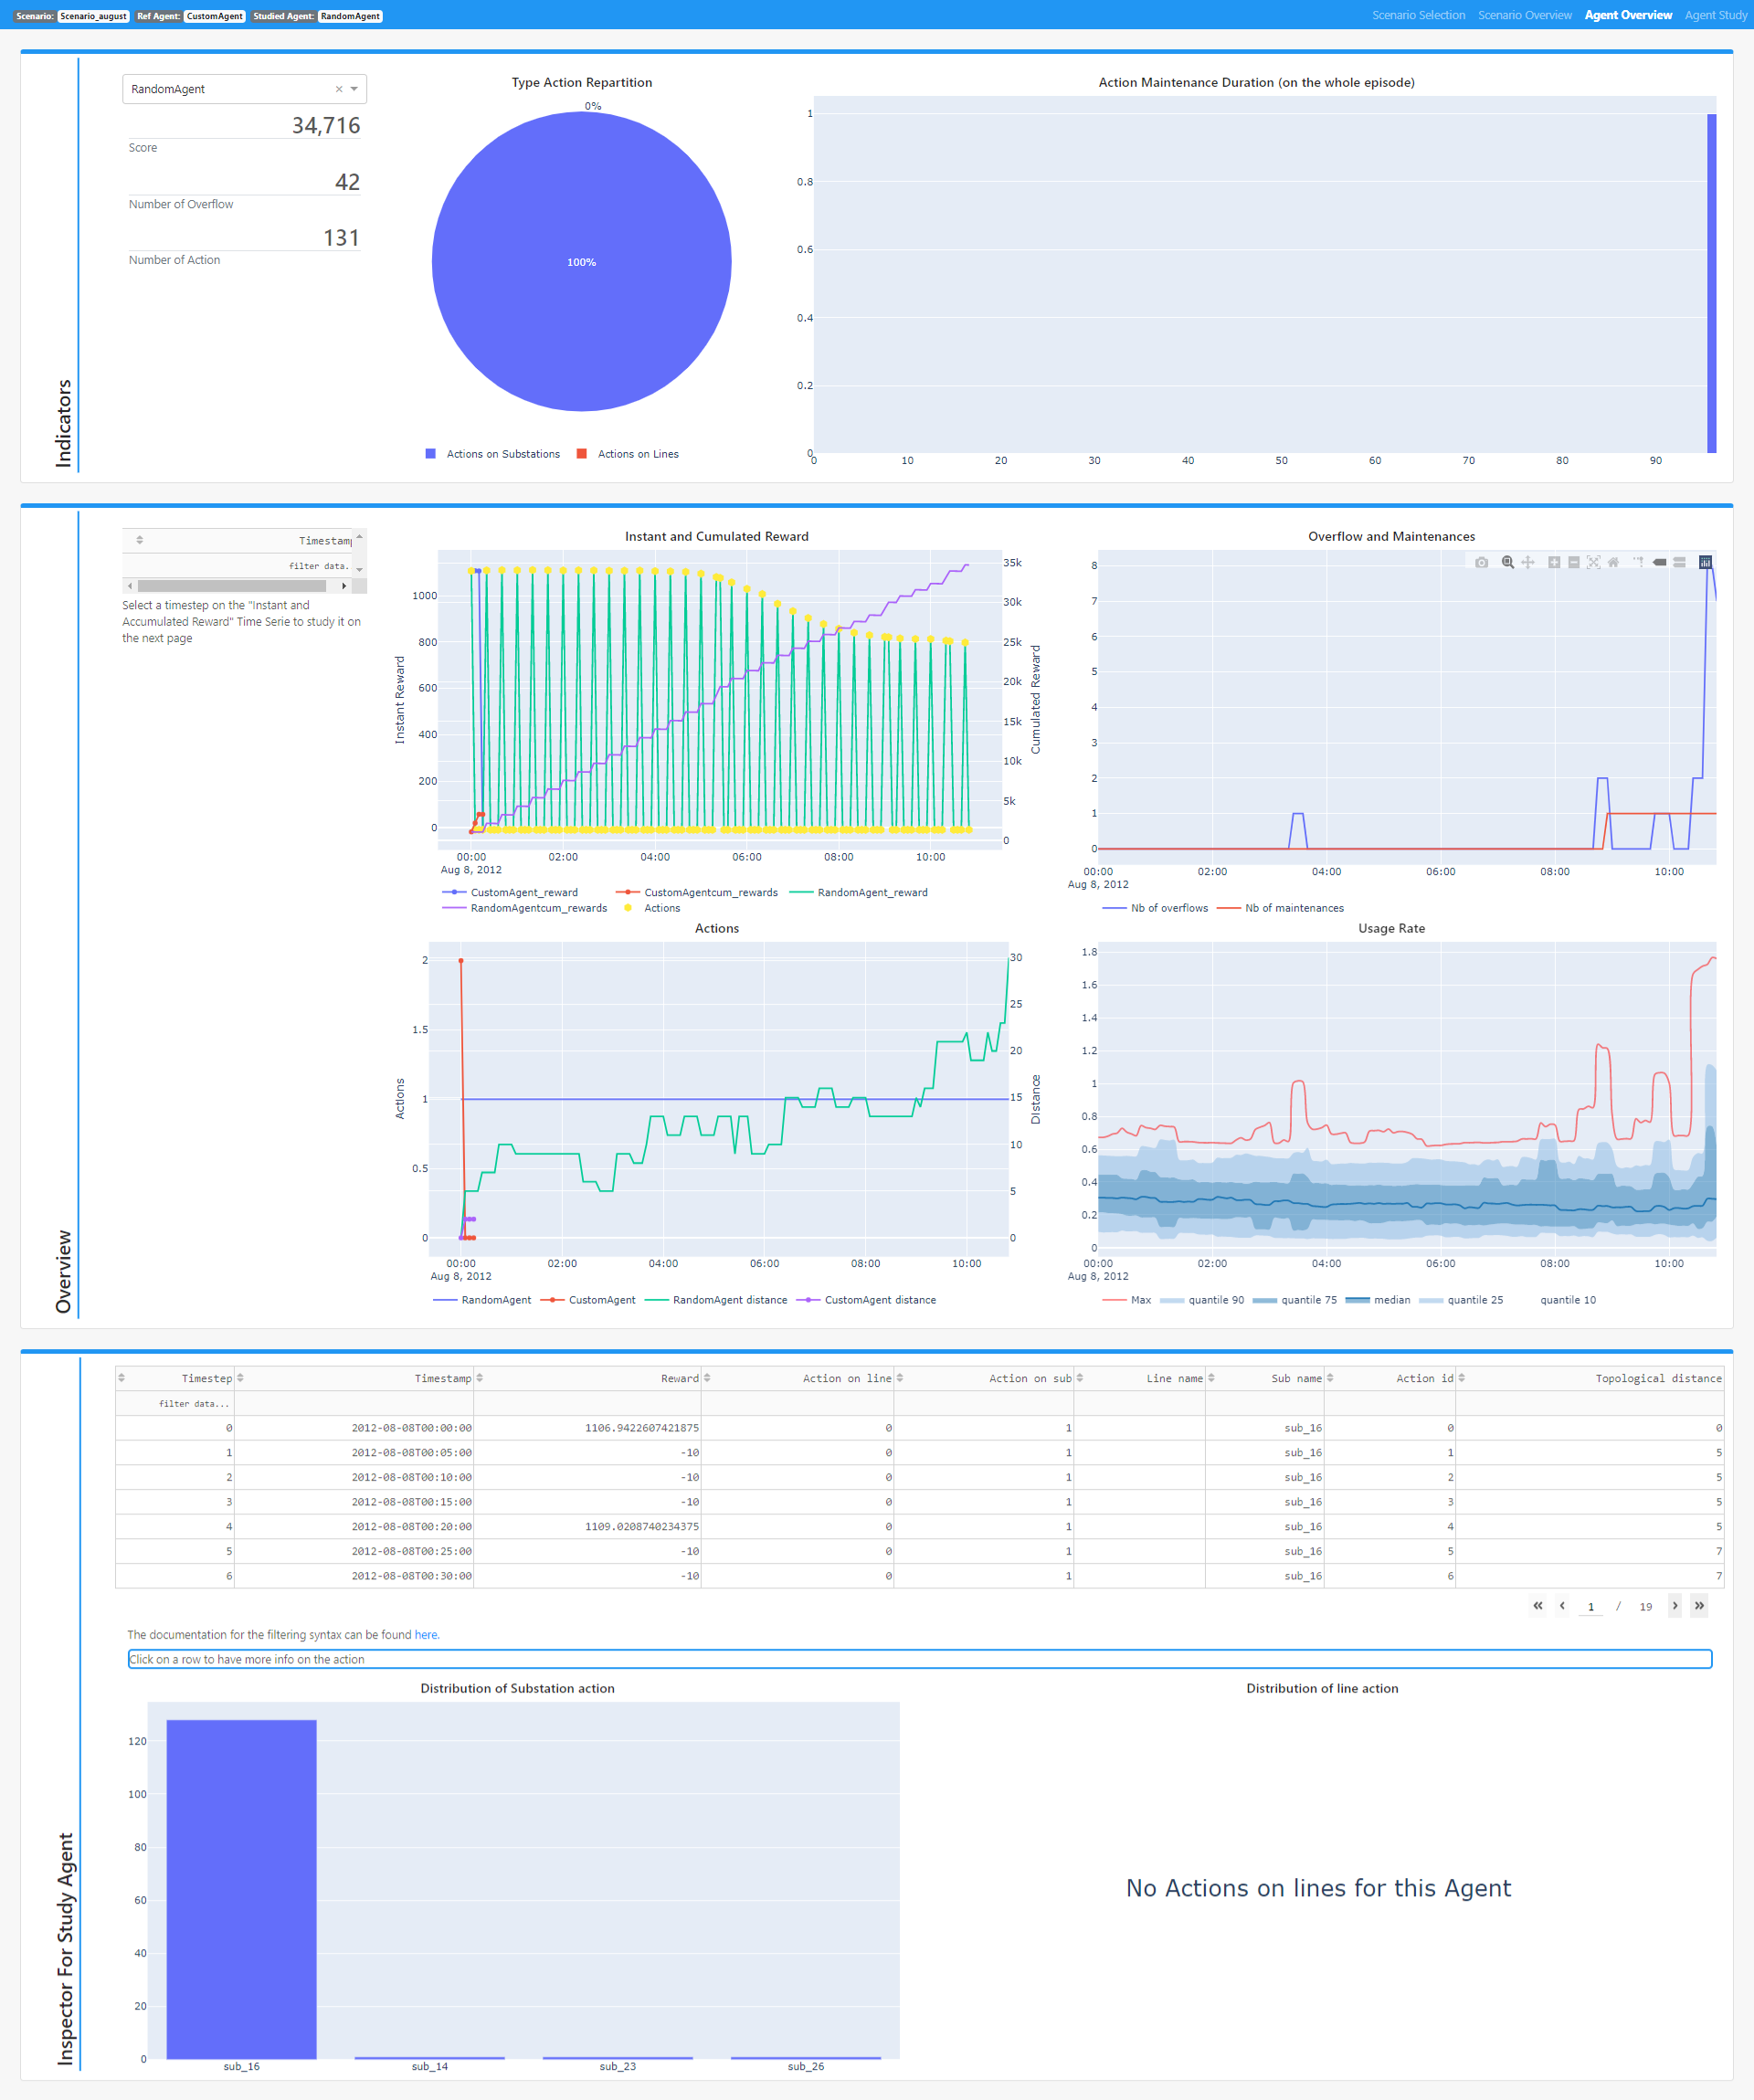 Scenario: Scenario_august Ref Agent: CustomAgent Studied Agent: RandomAgent
Scenario Selection Scenario Overview Agent Overview Agent Study
Indicators
RandomAgent
34,716
Score
42
Number of Overflow
131
Number of Action
Type Action Repartition
0%
100%
Actions on Substations Actions on Lines
Action Maintenance Duration (on the whole episode)
1
0.8
0.6
0.4
0.2
0
0 10 20 30 40 50 60 70 80 90
Overview
Timestam
filter data.
Select a timestep on the "Instant and
Accumulated Reward" Time Serie to study it on
the next page
Instant and Cumulated Reward
Instant Reward
1000
800
600
400
200
0
Cumulated Reward
35k
30k
25k
20k
15k
10k
5k
0
00:00 02:00 04:00 06:00 08:00 10:00
Aug 8, 2012
CustomAgent_reward CustomAgentcum_rewards RandomAgent_reward
RandomAgentcum_rewards Actions
Overflow and Maintenances
8
7
6
5
4
3
2
1
0
00:00 02:00 04:00 06:00 08:00 10:00
Aug 8, 2012
Nb of overflows Nb of maintenances
Actions
Actions
2
1.5
1
0.5
0
Distance
30
25
20
15
10
5
0
00:00 02:00 04:00 06:00 08:00 10:00
Aug 8, 2012
RandomAgent CustomAgent RandomAgent distance CustomAgent distance
Usage Rate
1.8
1.6
1.4
1.2
1
0.8
0.6
0.4
0.2
0
00:00 02:00 04:00 06:00 08:00 10:00
Aug 8, 2012
Max quantile 90 quantile 75 median quantile 25 quantile 10
Inspector For Study Agent
Timestep Timestamp Reward Action on line Action on sub Line name Sub name Action id Topological distance
filter data...
0 2012-08-08T00:00:00 1106.9422607421875 0 1 sub_16 0 0
1 2012-08-08T00:05:00 -10 0 1 sub_16 1 5
2 2012-08-08T00:10:00 -10 0 1 sub_16 2 5
3 2012-08-08T00:15:00 -10 0 1 sub_16 3 5
4 2012-08-08T00:20:00 1109.0208740234375 0 1 sub_16 4 5
5 2012-08-08T00:25:00 -10 0 1 sub_16 5 7
6 2012-08-08T00:30:00 -10 0 1 sub_16 6 7
« ‹ 1 / 19 › »
The documentation for the filtering syntax can be found here.
Click on a row to have more info on the action
Distribution of Substation action
120
100
80
60
40
20
0
sub_16 sub_14 sub_23 sub_26
Distribution of line action
No Actions on lines for this Agent